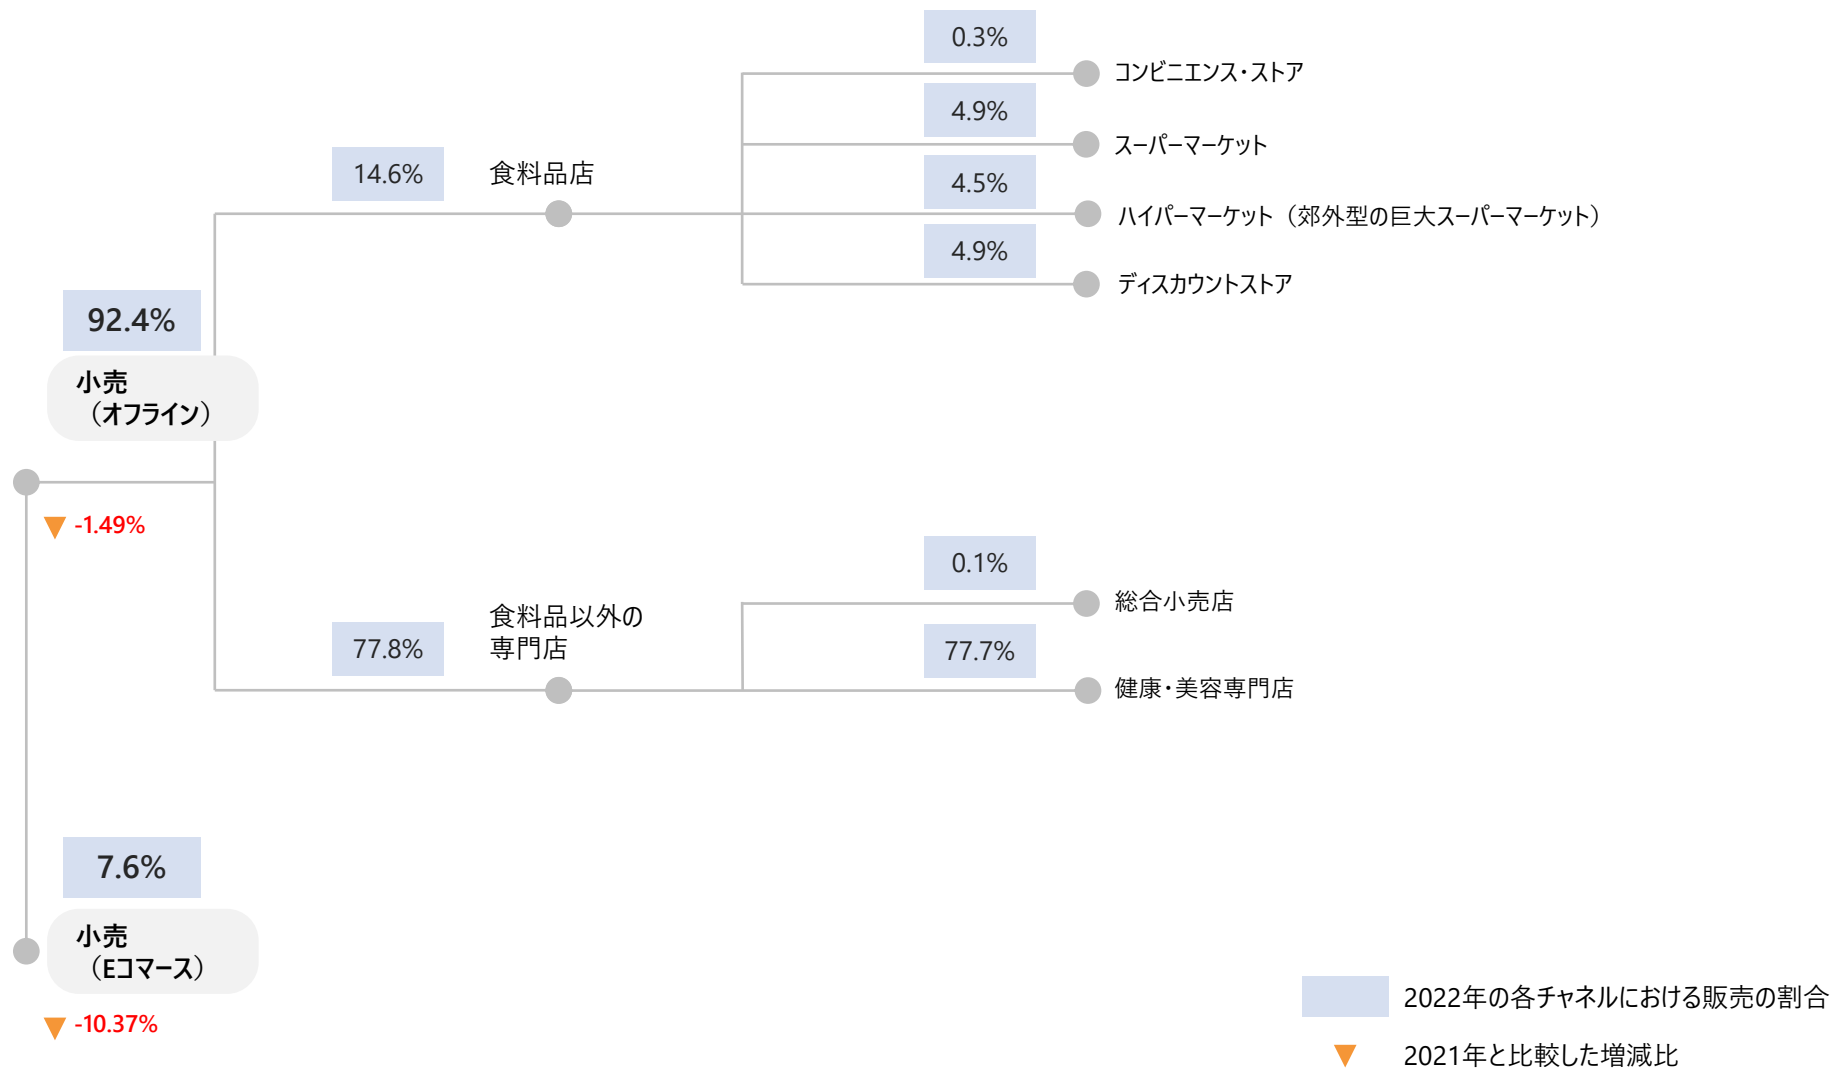 0.3%
コンビニエンス・ストア
4.9%
スーパーマーケット
14.6%
食料品店
4.5%
ハイパーマーケット（郊外型の巨大スーパーマーケット）
4.9%
ディスカウントストア
92.4%
小売
（オフライン）
-1.49%
0.1%
総合小売店
食料品以外の
専門店
77.8%
77.7%
健康・美容専門店
7.6%
小売
（Eコマース）
-10.37%
2022年の各チャネルにおける販売の割合
2021年と比較した増減比